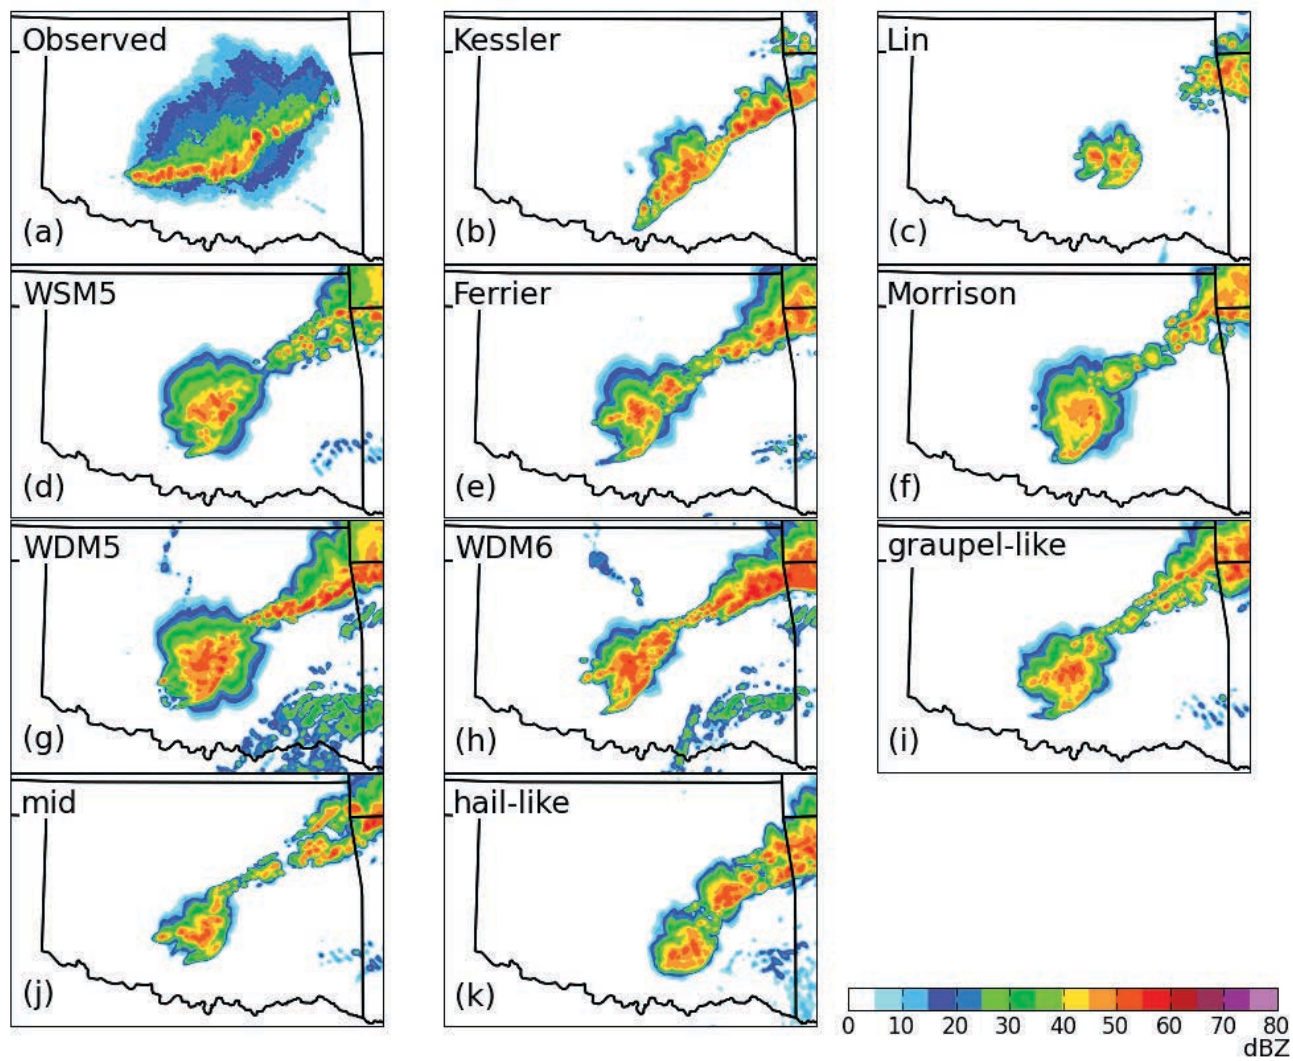 Observed
(a)
Kessler
(b)
Lin
(c)
WSM5
(d)
Ferrier
(e)
Morrison
(f)
WDM5
(g)
WDM6
(h)
graupel-like
(i)
mid
(j)
hail-like
(k)
0 10 20 30 40 50 60 70 80
dBZ